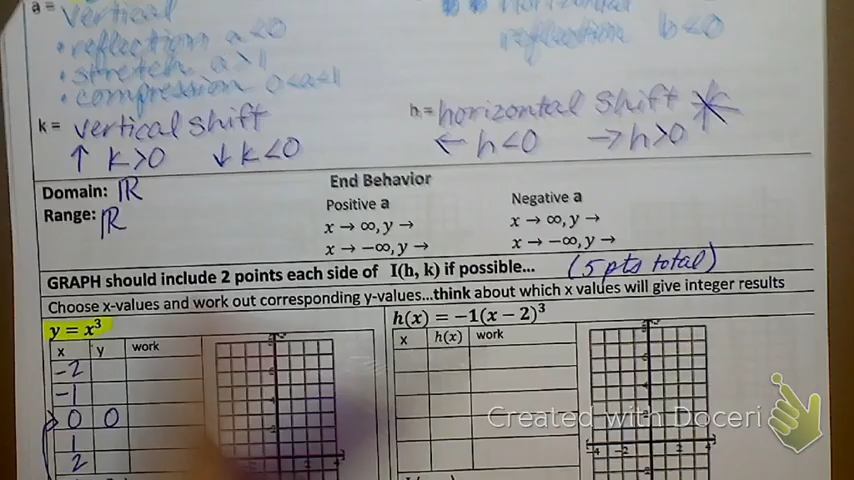 a = vertical
• reflection a<0
• stretch a>1
• compression 0<a<1
horizontal
reflection b<0
k = vertical shift
↑ k>0 ↓ k<0
h = horizontal shift
← h<0 → h>0
Domain: ℝ
Range: ℝ
End Behavior
Positive a
x → ∞, y →
x → −∞, y →
Negative a
x → ∞, y →
x → −∞, y →
GRAPH should include 2 points each side of I(h, k) if possible... (5 pts total)
Choose x-values and work out corresponding y-values...think about which x values will give integer results
y = x³
x y work
-2
-1
0 0
1
2
h(x) = −1(x − 2)³
x h(x) work
Created with Doceri